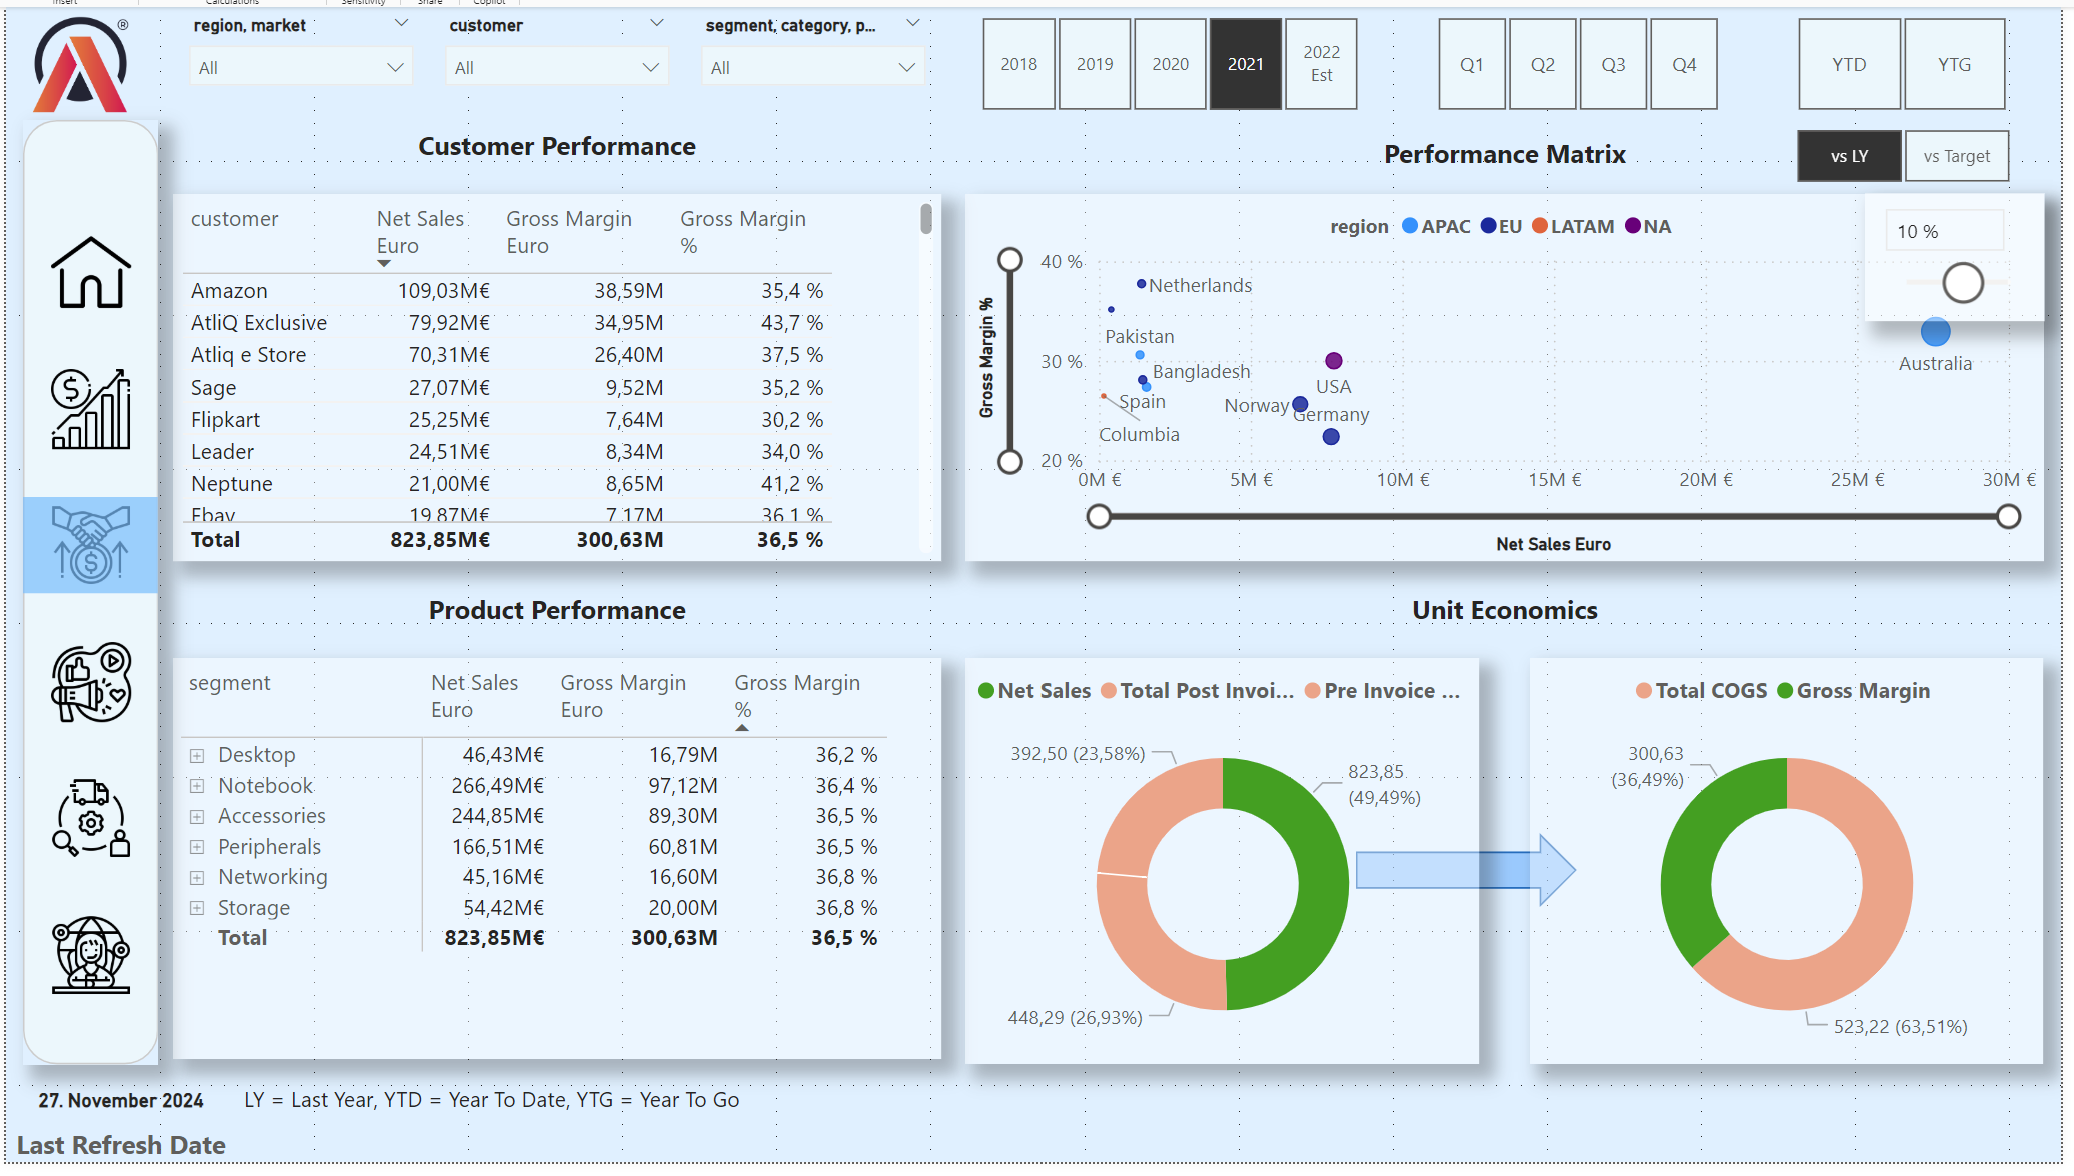 Insert Calculations Sensitivity Share Copilot
®
region, market customer segment, category, p...
All All All
2018 2019 2020 2021 2022 Est
Q1 Q2 Q3 Q4
YTD YTG
vs LY vs Target
Customer Performance
customer Net Sales Euro Gross Margin Euro Gross Margin %
Amazon 109,03M€ 38,59M 35,4 %
AtliQ Exclusive 79,92M€ 34,95M 43,7 %
Atliq e Store 70,31M€ 26,40M 37,5 %
Sage 27,07M€ 9,52M 35,2 %
Flipkart 25,25M€ 7,64M 30,2 %
Leader 24,51M€ 8,34M 34,0 %
Neptune 21,00M€ 8,65M 41,2 %
Ebay 19,87M€ 7,17M 36,1 %
Total 823,85M€ 300,63M 36,5 %
Performance Matrix
region APAC EU LATAM NA
10 %
Gross Margin %
40 %
30 %
20 %
Netherlands
Pakistan
Bangladesh
Spain
Columbia
USA
Norway
Germany
Australia
0M € 5M € 10M € 15M € 20M € 25M € 30M €
Net Sales Euro
Product Performance
segment Net Sales Euro Gross Margin Euro Gross Margin %
Desktop 46,43M€ 16,79M 36,2 %
Notebook 266,49M€ 97,12M 36,4 %
Accessories 244,85M€ 89,30M 36,5 %
Peripherals 166,51M€ 60,81M 36,5 %
Networking 45,16M€ 16,60M 36,8 %
Storage 54,42M€ 20,00M 36,8 %
Total 823,85M€ 300,63M 36,5 %
Unit Economics
Net Sales Total Post Invoi... Pre Invoice ...
392,50 (23,58%)
823,85
(49,49%)
448,29 (26,93%)
Total COGS Gross Margin
300,63
(36,49%)
523,22 (63,51%)
27. November 2024 LY = Last Year, YTD = Year To Date, YTG = Year To Go
Last Refresh Date